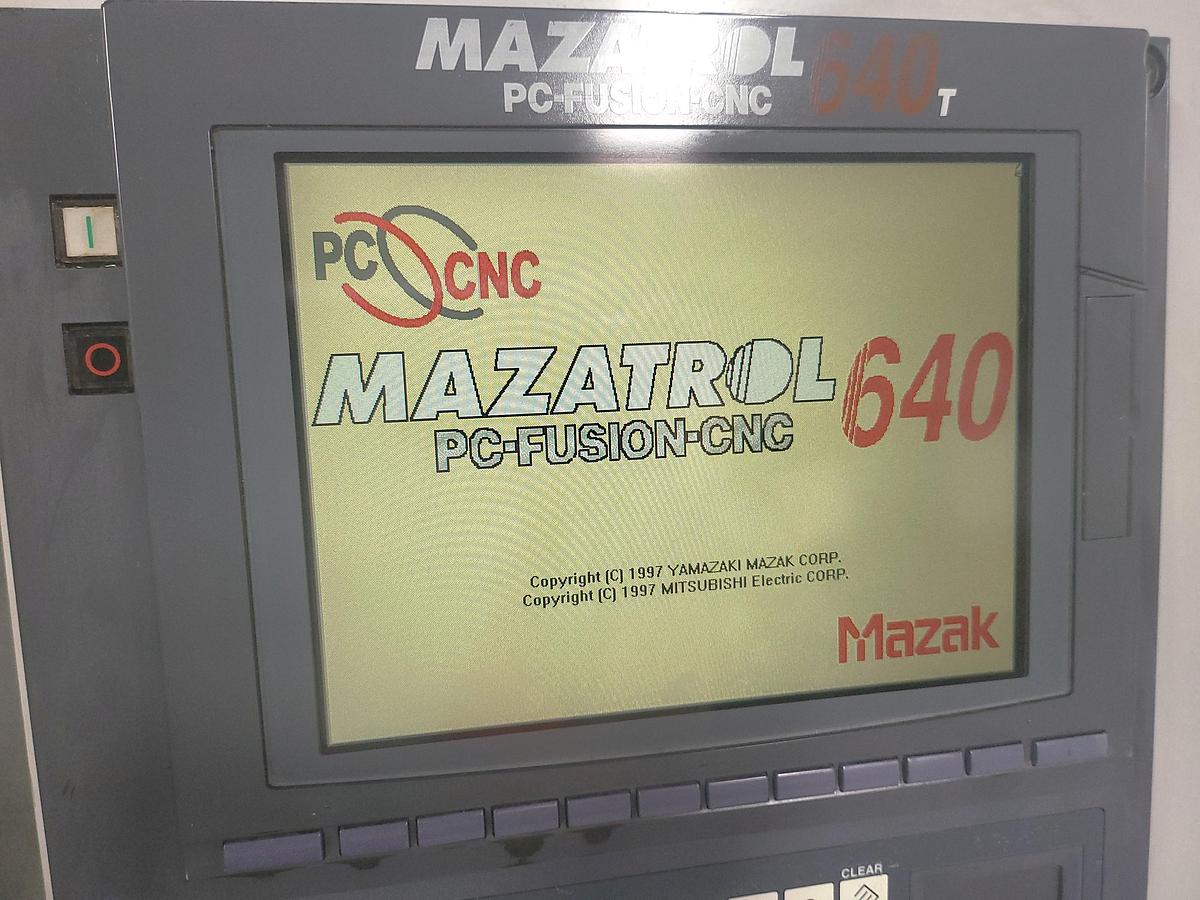 MAZATROL 640
PC-FUSION-CNC T
PC CNC
MAZATROL 640
PC-FUSION-CNC
Copyright (C) 1997 YAMAZAKI MAZAK CORP.
Copyright (C) 1997 MITSUBISHI Electric CORP.
Mazak
CLEAR